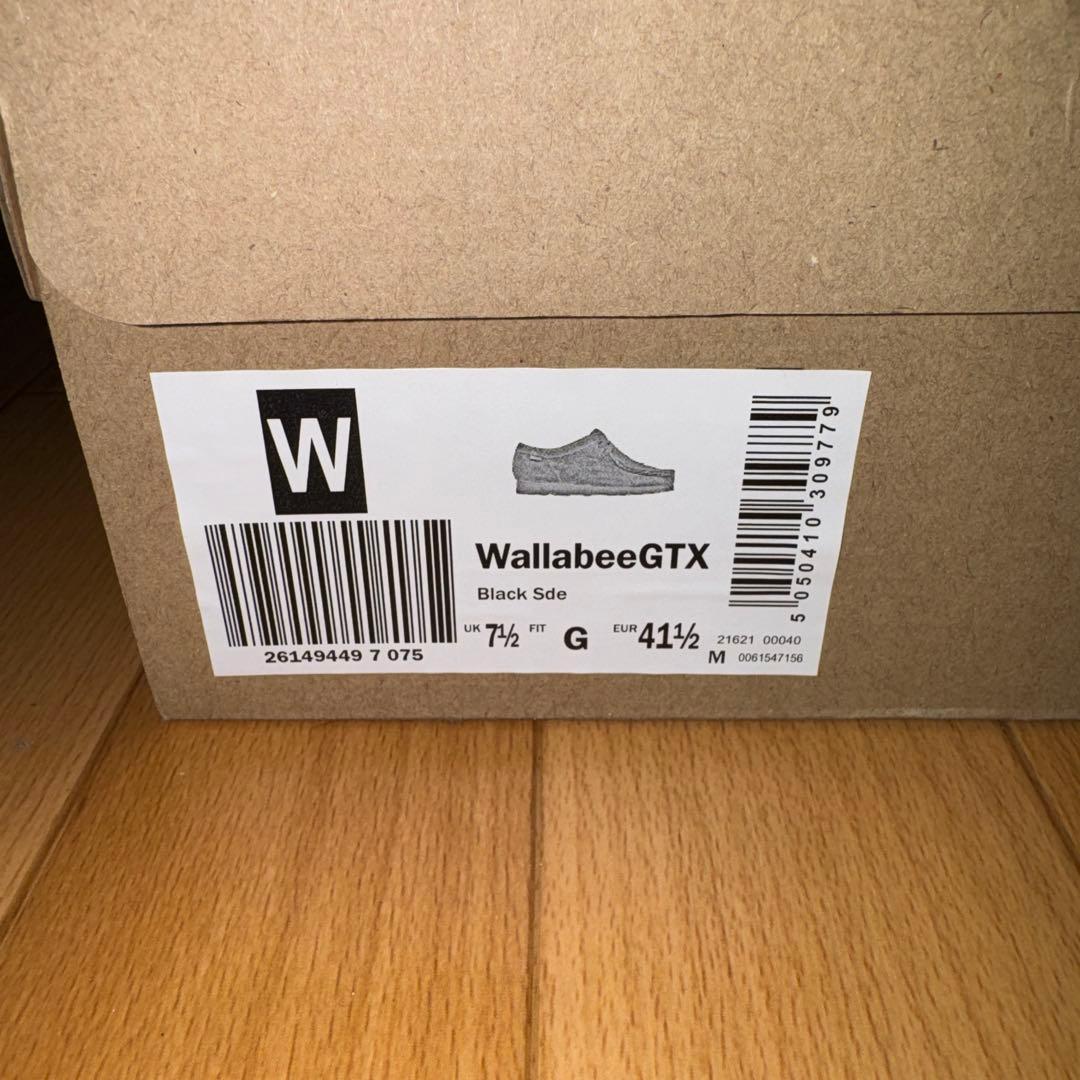 W
26149449 7 075
WallabeeGTX
Black Sde
UK 7½ FIT G EUR 41½
21621 00040
M 0061547156
5 050410 309779